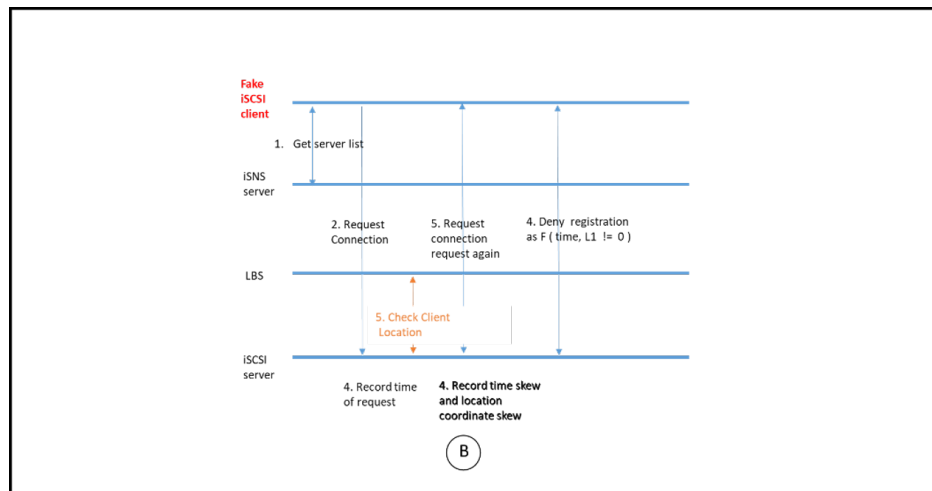 Fake
iSCSI
client
1. Get server list
iSNS
server
2. Request
Connection
5. Request
connection
request again
4. Deny registration
as F ( time, L1 != 0 )
LBS
5. Check Client
Location
iSCSI
server
4. Record time
of request
4. Record time skew
and location
coordinate skew
B